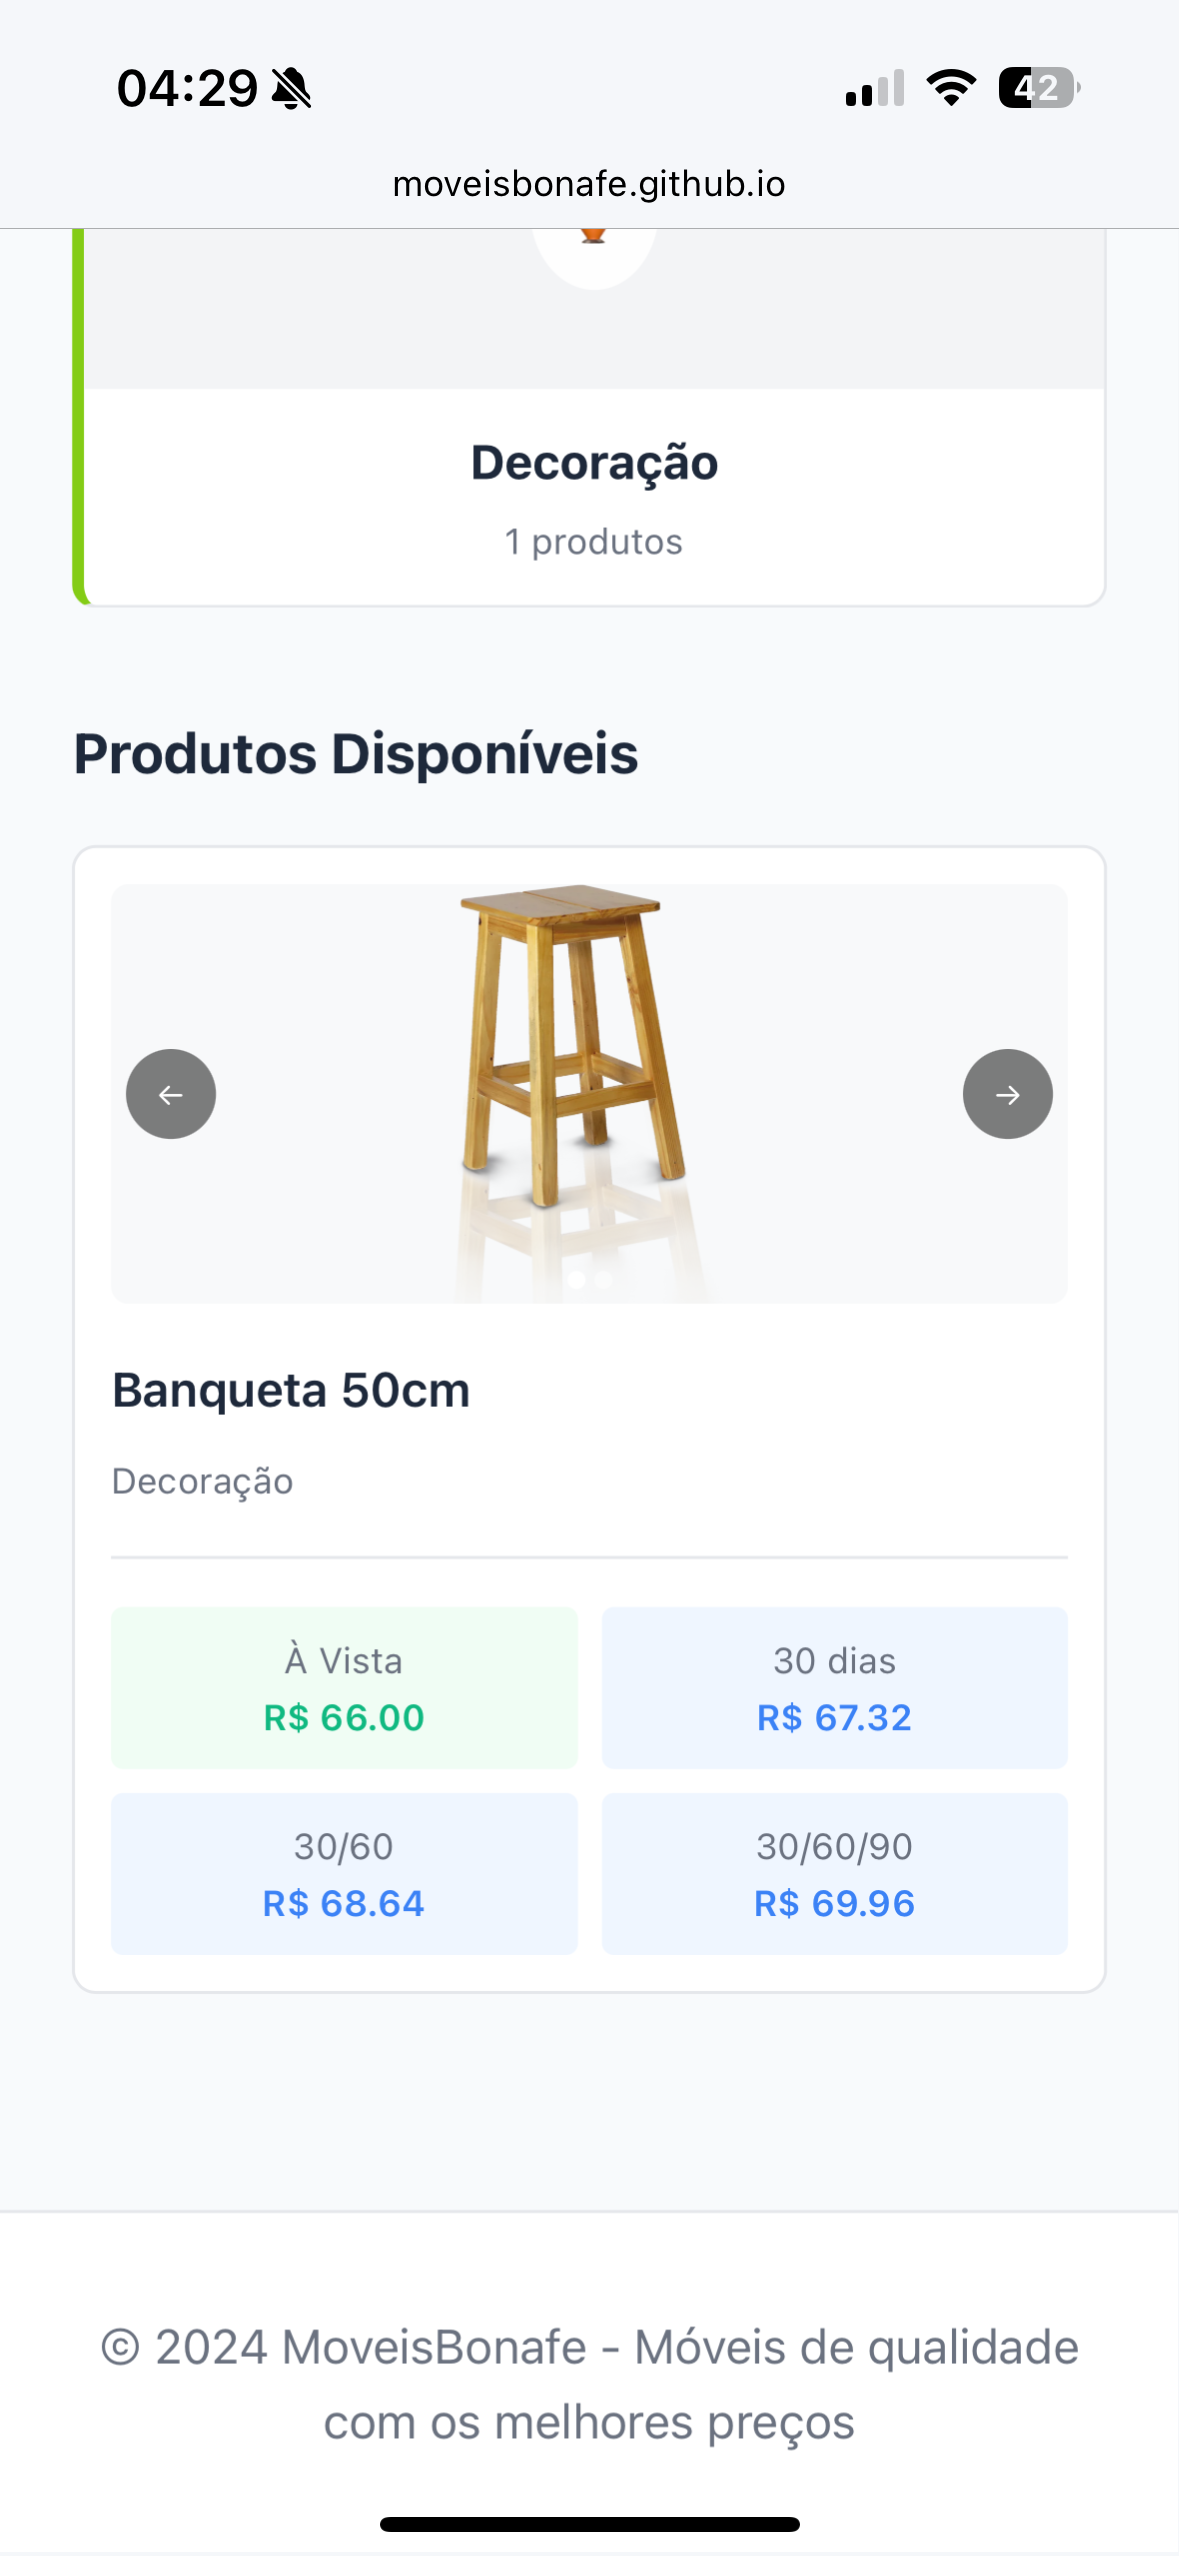 04:29
42
moveisbonafe.github.io
Decoração
1 produtos
Produtos Disponíveis
←
→
Banqueta 50cm
Decoração
À Vista
R$ 66.00
30 dias
R$ 67.32
30/60
R$ 68.64
30/60/90
R$ 69.96
© 2024 MoveisBonafe - Móveis de qualidade
com os melhores preços